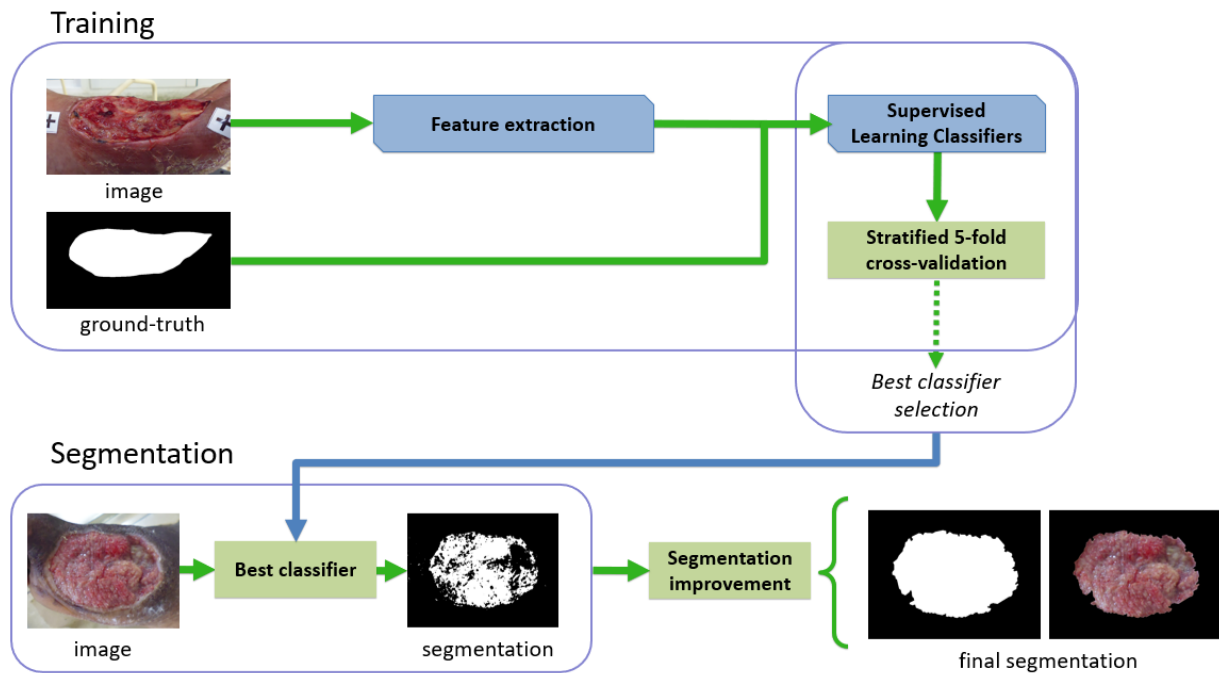 Training
Feature extraction
Supervised
Learning Classifiers
image
Stratified 5-fold
cross-validation
ground-truth
Best classifier
selection
Segmentation
Best classifier
Segmentation
improvement
image
segmentation
final segmentation